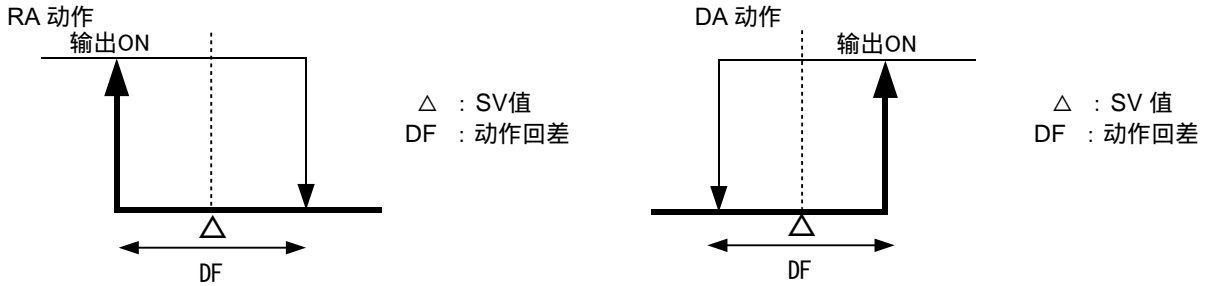 RA 动作
输出ON
△ : SV值
DF : 动作回差
△
DF
DA 动作
输出ON
△ : SV 值
DF : 动作回差
△
DF